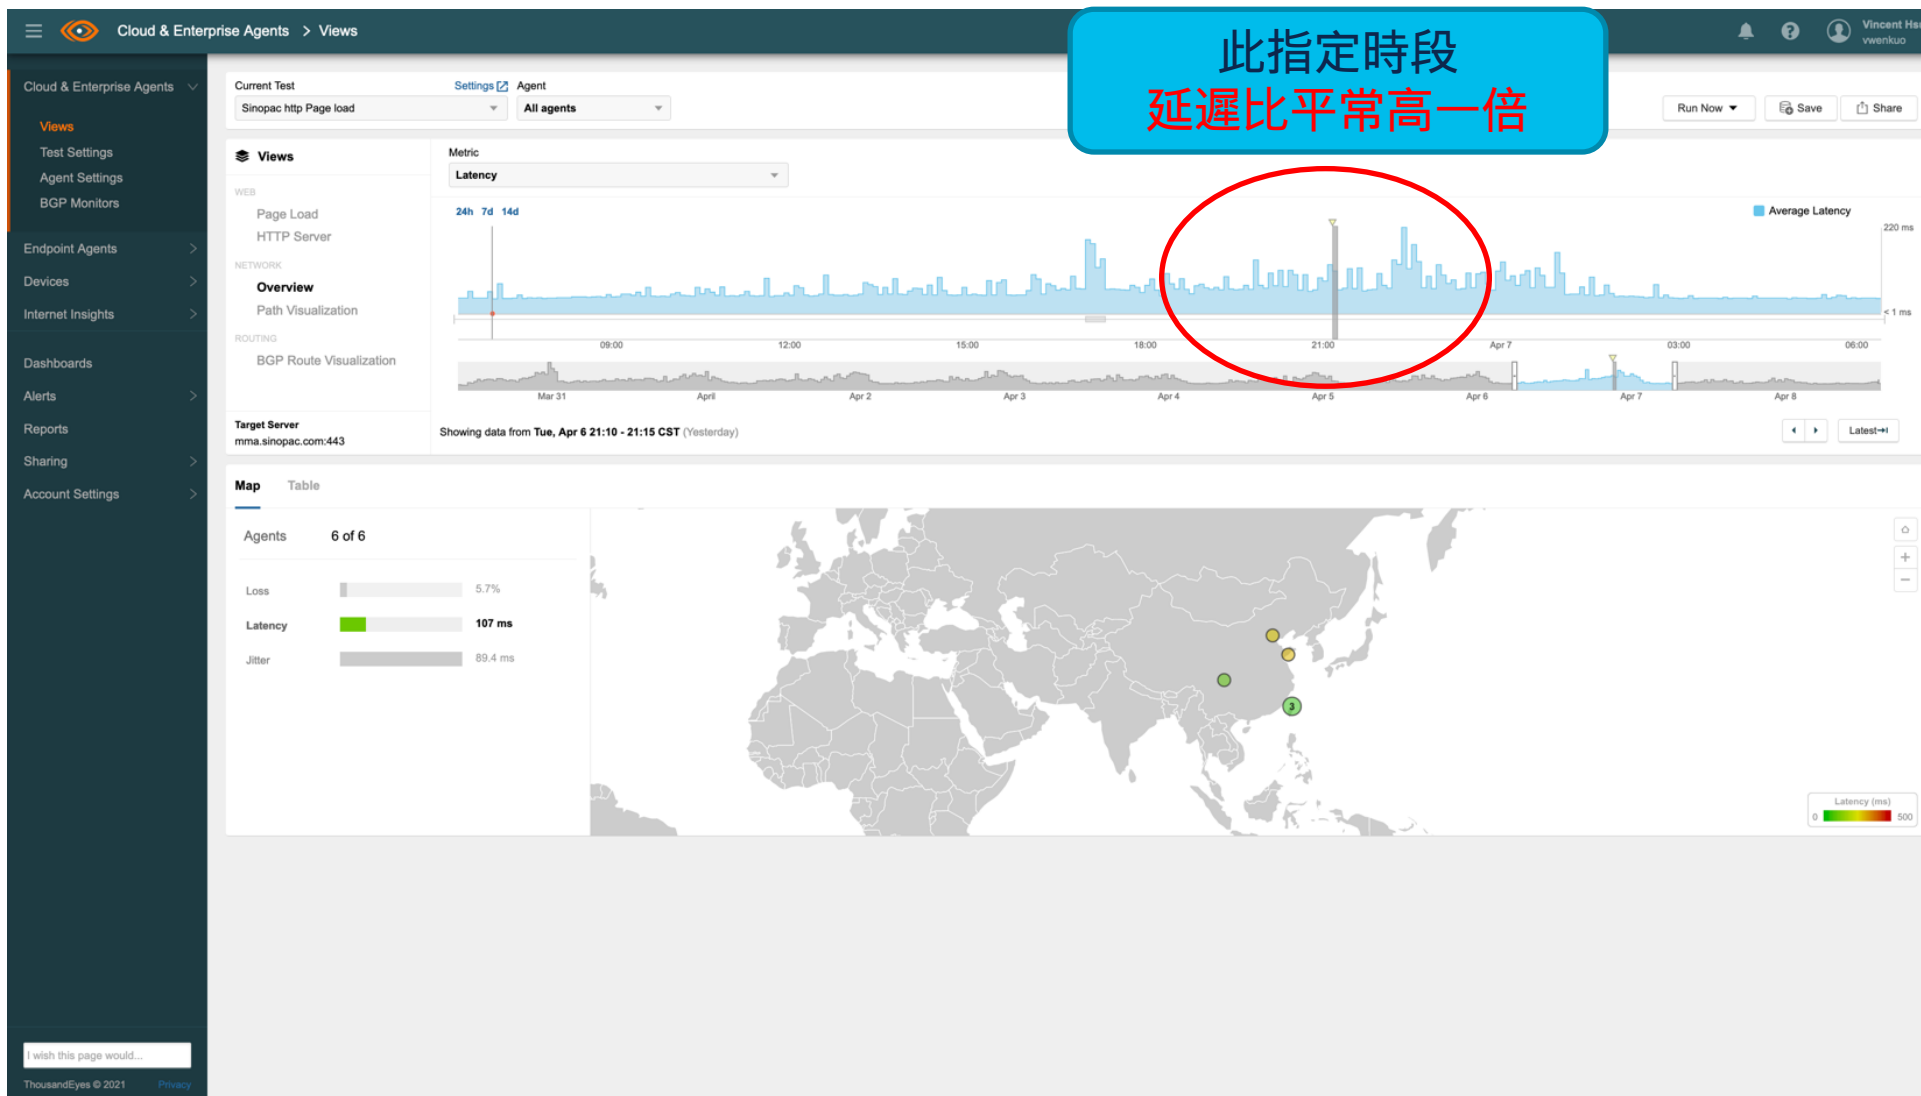 Cloud & Enterprise Agents > Views
此指定時段
延遲比平常高一倍
Vincent Hsu
vwenkuo
Cloud & Enterprise Agents
Views
Test Settings
Agent Settings
BGP Monitors
Endpoint Agents
Devices
Internet Insights
Dashboards
Alerts
Reports
Sharing
Account Settings
I wish this page would...
ThousandEyes © 2021 Privacy
Current Test Settings Agent
Sinopac http Page load All agents
Run Now Save Share
Views
WEB
Page Load
HTTP Server
NETWORK
Overview
Path Visualization
ROUTING
BGP Route Visualization
Target Server
mma.sinopac.com:443
Metric
Latency
24h 7d 14d
Average Latency
220 ms
< 1 ms
09:00 12:00 15:00 18:00 21:00 Apr 7 03:00 06:00
Mar 31 April Apr 2 Apr 3 Apr 4 Apr 5 Apr 6 Apr 7 Apr 8
Showing data from Tue, Apr 6 21:10 - 21:15 CST (Yesterday)
Latest
Map Table
Agents 6 of 6
Loss 5.7%
Latency 107 ms
Jitter 89.4 ms
3
Latency (ms)
0 500